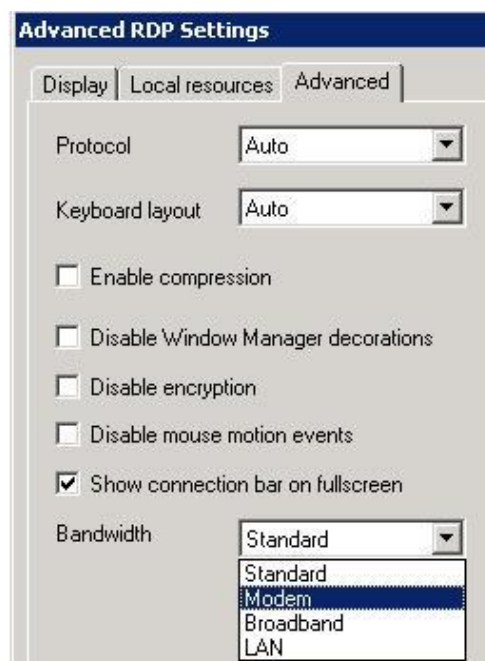 Advanced RDP Settings
Display Local resources Advanced
Protocol Auto
Keyboard layout Auto
Enable compression
Disable Window Manager decorations
Disable encryption
Disable mouse motion events
Show connection bar on fullscreen
Bandwidth Standard
Standard
Modem
Broadband
LAN